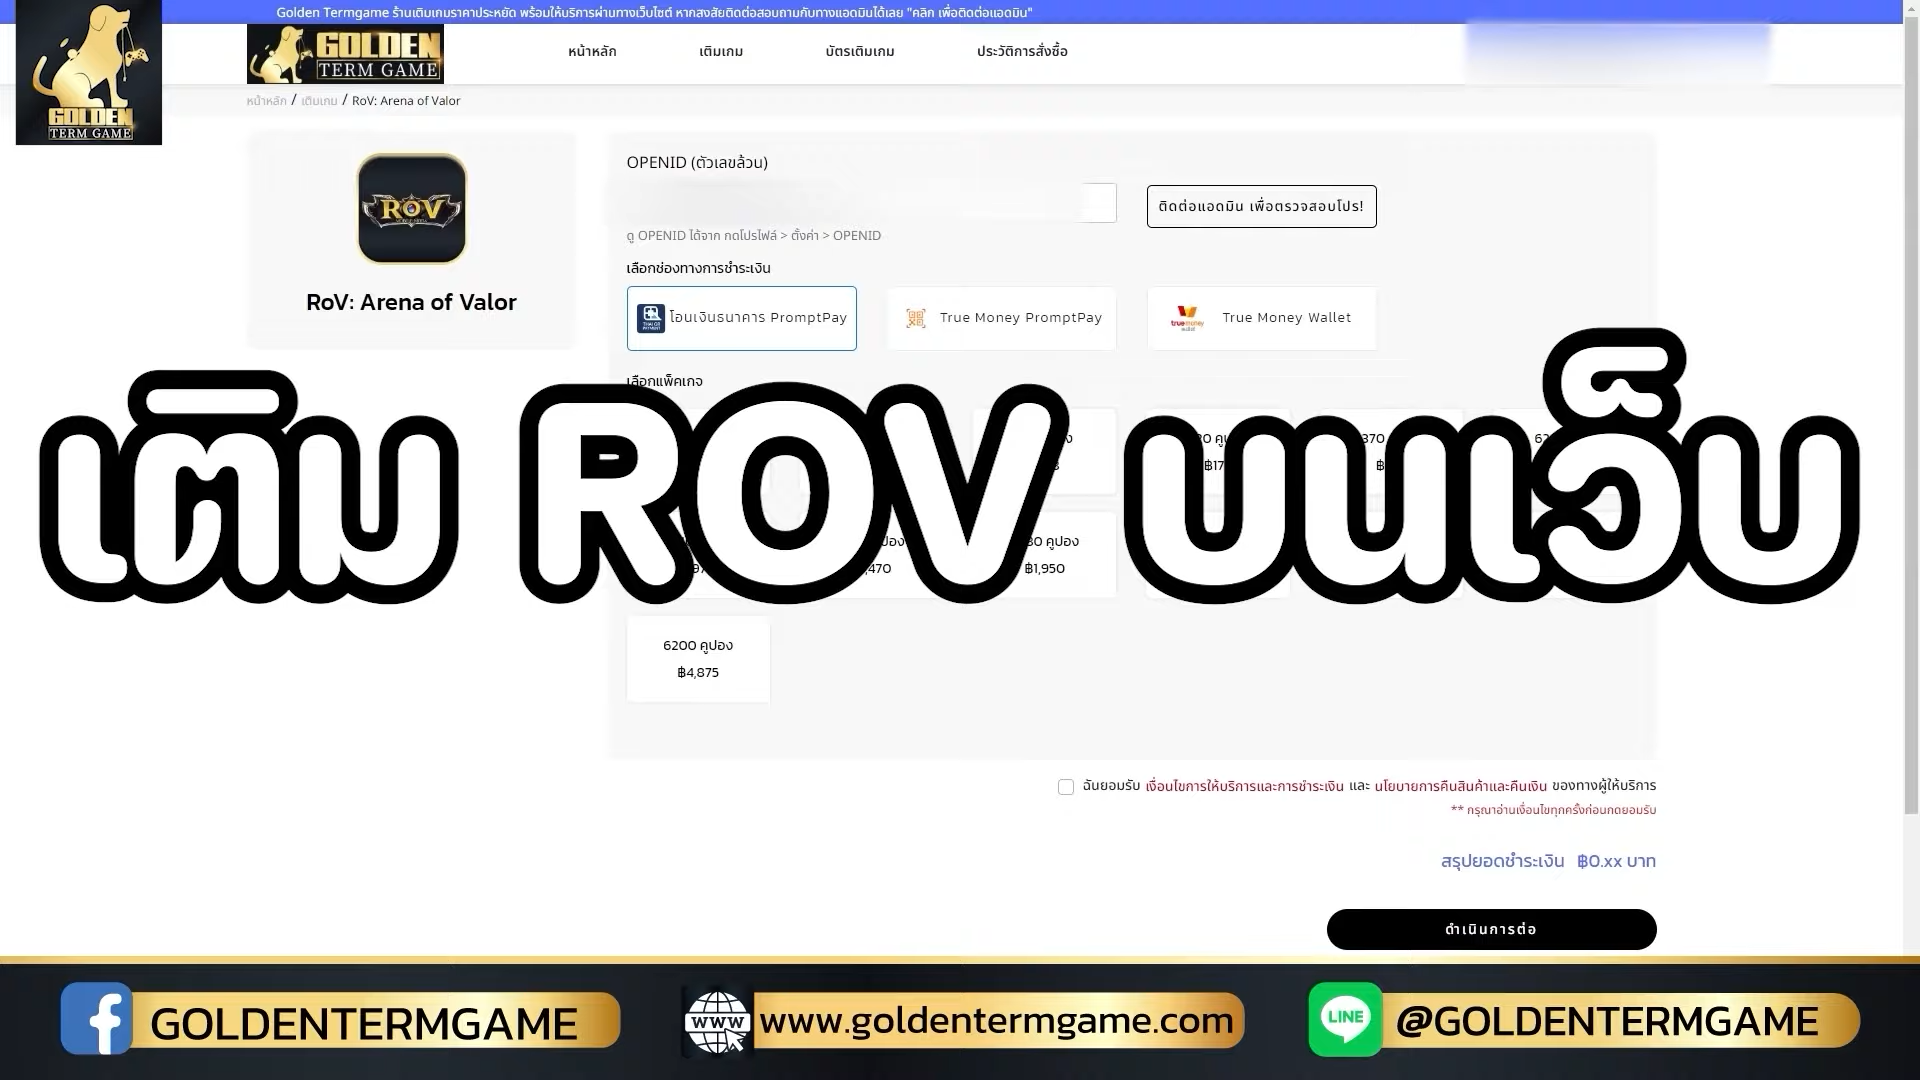 Golden Termgame ร้านเติมเกมราคาประหยัด พร้อมให้บริการผ่านทางเว็บไซต์ หากสงสัยติดต่อสอบถามกับทางแอดมินได้เลย "คลิก เพื่อติดต่อแอดมิน"
GOLDEN
TERM GAME
GOLDEN
TERM GAME
หน้าหลัก เติมเกม บัตรเติมเกม ประวัติการสั่งซื้อ
หน้าหลัก / เติมเกม / RoV: Arena of Valor
ROV
RoV: Arena of Valor
OPENID (ตัวเลขล้วน)
ติดต่อแอดมิน เพื่อตรวจสอบโปร!
ดู OPENID ได้จาก กดโปรไฟล์ > ตั้งค่า > OPENID
เลือกช่องทางการชำระเงิน
โอนเงินธนาคาร PromptPay
True Money PromptPay
truemoney
True Money Wallet
เลือกแพ็คเกจ
เติม ROV บนเว็บ
คูปอง
฿1,950
6200 คูปอง
฿4,875
ฉันยอมรับ เงื่อนไขการให้บริการและการชำระเงิน และ นโยบายการคืนสินค้าและคืนเงิน ของทางผู้ให้บริการ
** กรุณาอ่านเงื่อนไขทุกครั้งก่อนกดยอมรับ
สรุปยอดชำระเงิน ฿0.xx บาท
ดำเนินการต่อ
f GOLDENTERMGAME
WWW www.goldentermgame.com
LINE @GOLDENTERMGAME